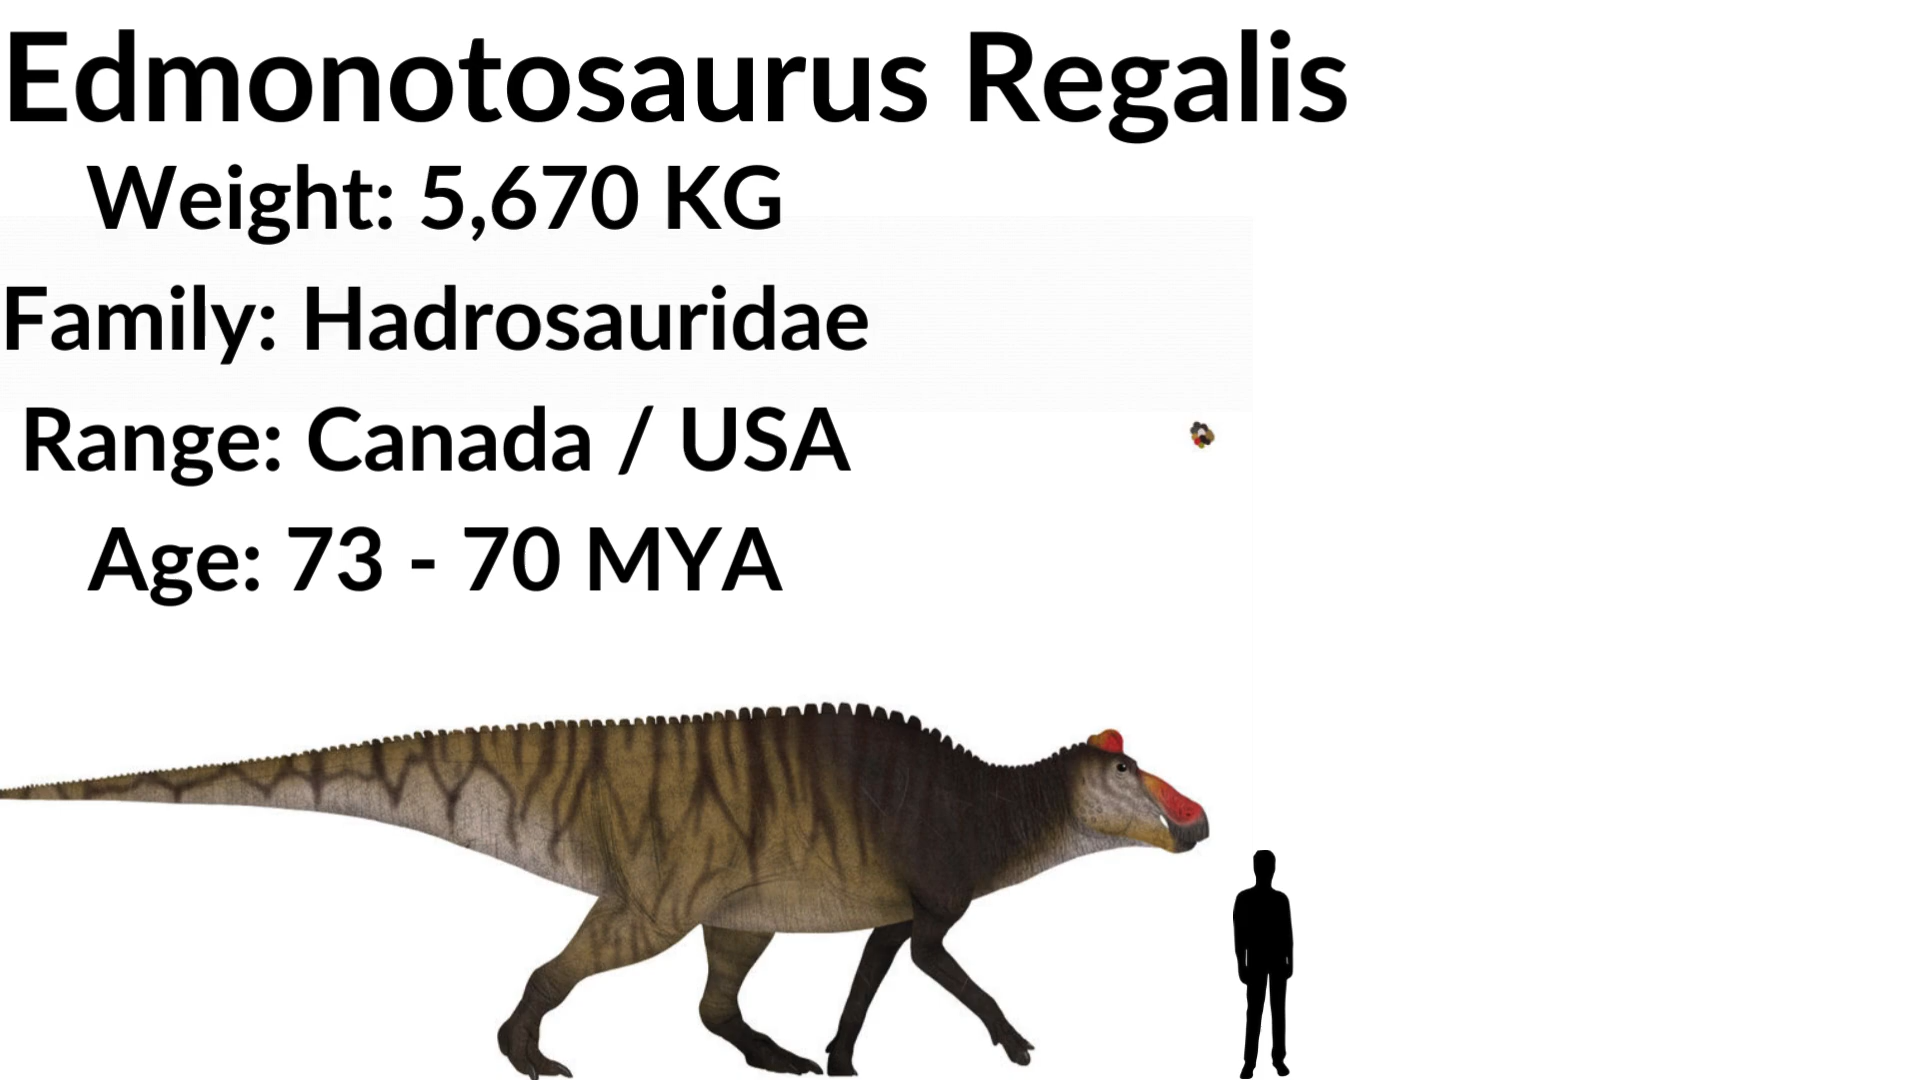 Edmonotosaurus Regalis
Weight: 5,670 KG
Family: Hadrosauridae
Range: Canada / USA
Age: 73 - 70 MYA